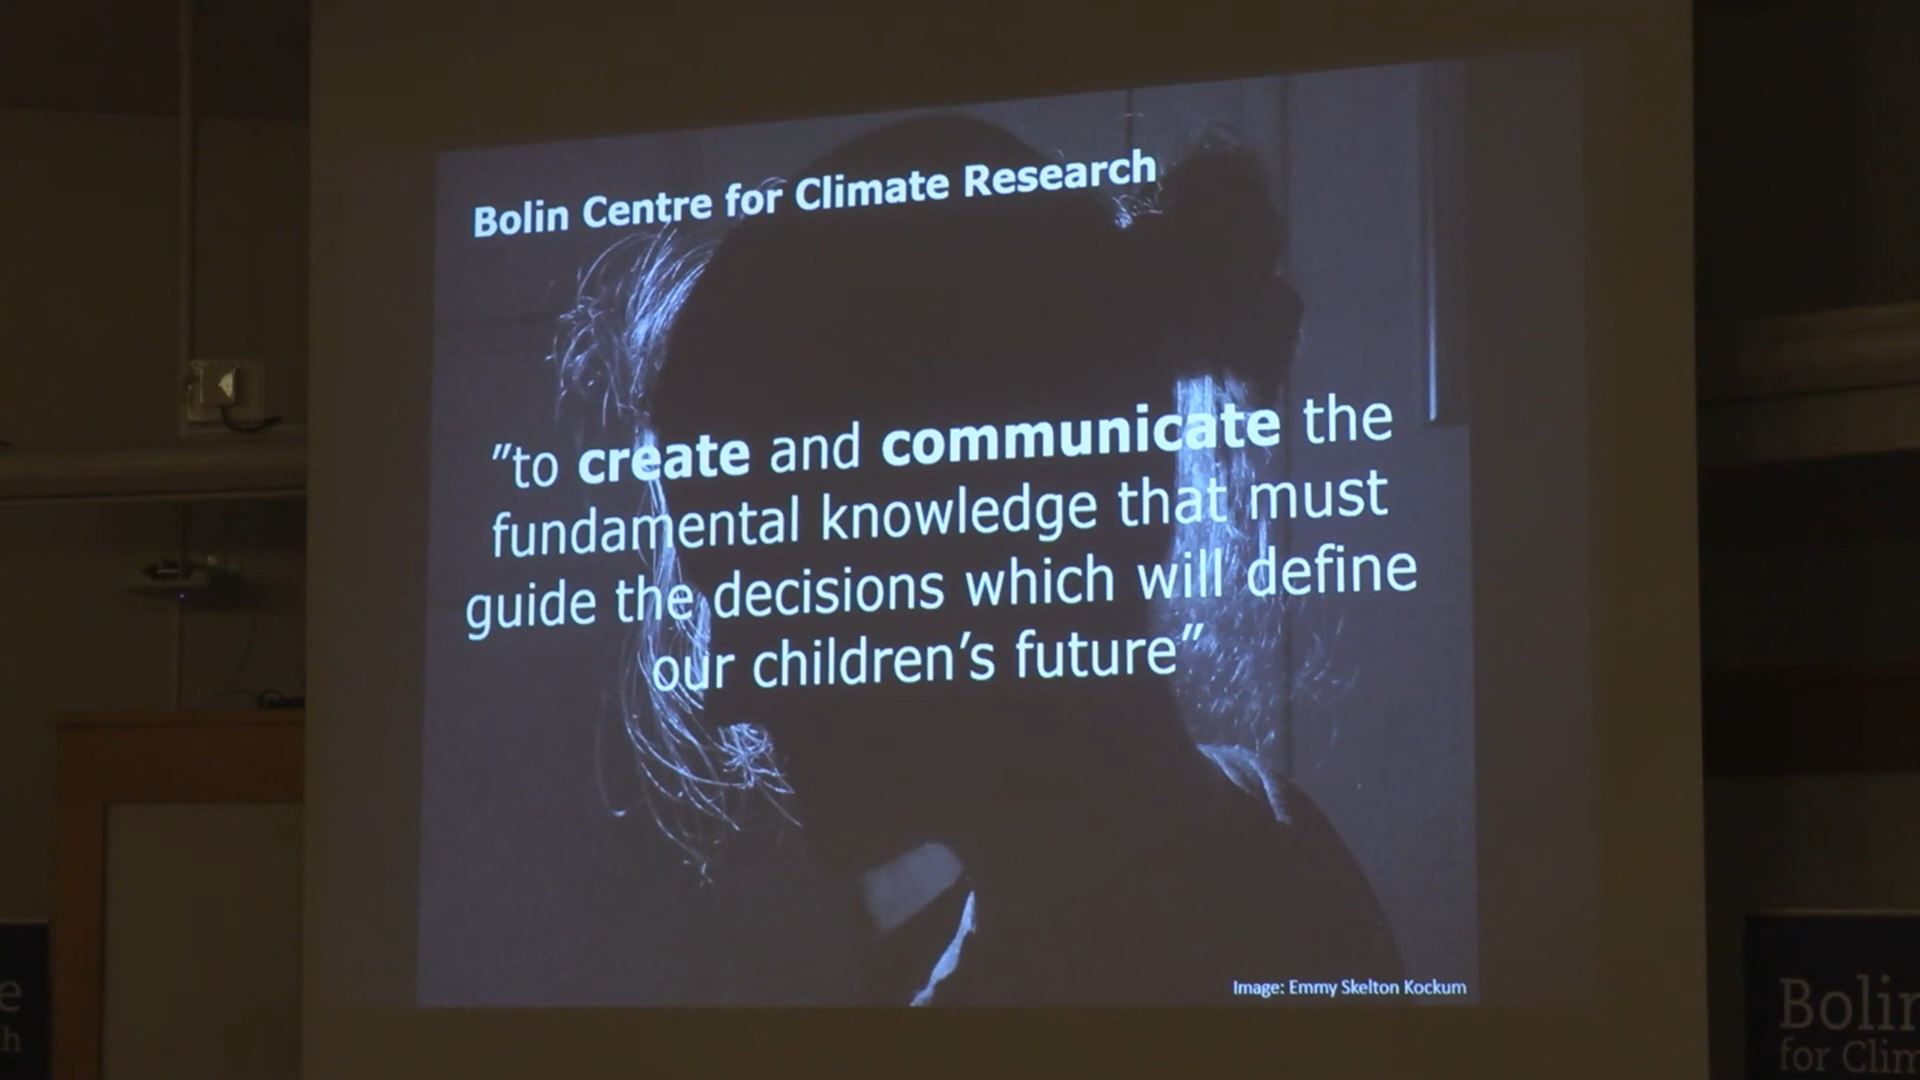 Bolin Centre for Climate Research
”to create and communicate the
fundamental knowledge that must
guide the decisions which will define
our children’s future”
Image: Emmy Skelton Kockum
e
h
Bolin
for Clim